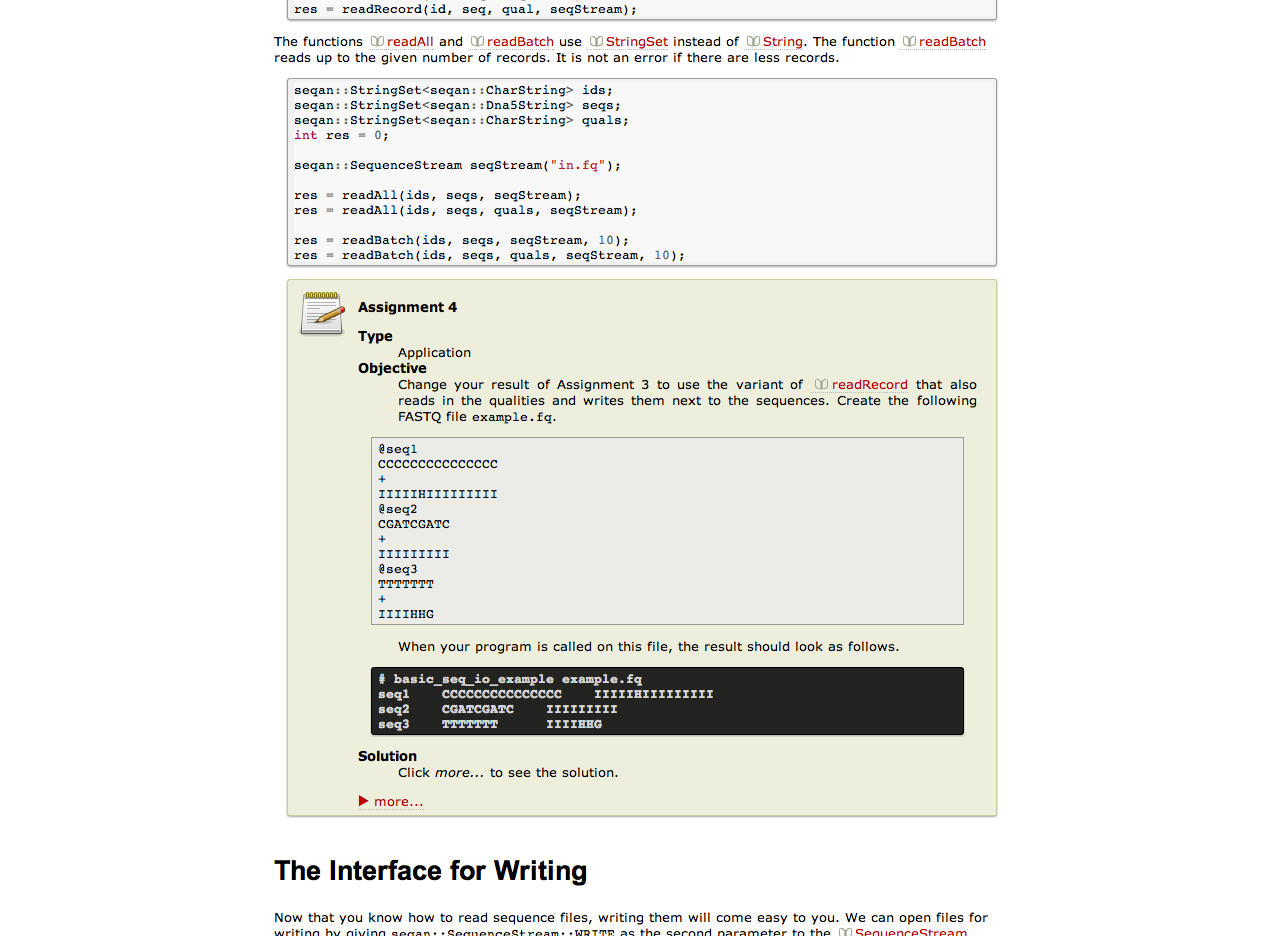 res = readRecord(id, seq, qual, seqStream);
The functions readAll and readBatch use StringSet instead of String. The function readBatch
reads up to the given number of records. It is not an error if there are less records.
seqan::StringSet<seqan::CharString> ids;
seqan::StringSet<seqan::Dna5String> seqs;
seqan::StringSet<seqan::CharString> quals;
int res = 0;
seqan::SequenceStream seqStream("in.fq");
res = readAll(ids, seqs, seqStream);
res = readAll(ids, seqs, quals, seqStream);
res = readBatch(ids, seqs, seqStream, 10);
res = readBatch(ids, seqs, quals, seqStream, 10);
Assignment 4
Type
Application
Objective
Change your result of Assignment 3 to use the variant of readRecord that also
reads in the qualities and writes them next to the sequences. Create the following
FASTQ file example.fq.
@seq1
CCCCCCCCCCCCCCC
+
IIIIIHIIIIIIIII
@seq2
CGATCGATC
+
IIIIIIIII
@seq3
TTTTTTT
+
IIIIHHG
When your program is called on this file, the result should look as follows.
# basic_seq_io_example example.fq
seq1    CCCCCCCCCCCCCCC    IIIIIHIIIIIIIII
seq2    CGATCGATC    IIIIIIIII
seq3    TTTTTTT      IIIIHHG
Solution
Click more... to see the solution.
more...
The Interface for Writing
Now that you know how to read sequence files, writing them will come easy to you. We can open files for
writing by giving seqan::SequenceStream::WRITE as the second parameter to the SequenceStream